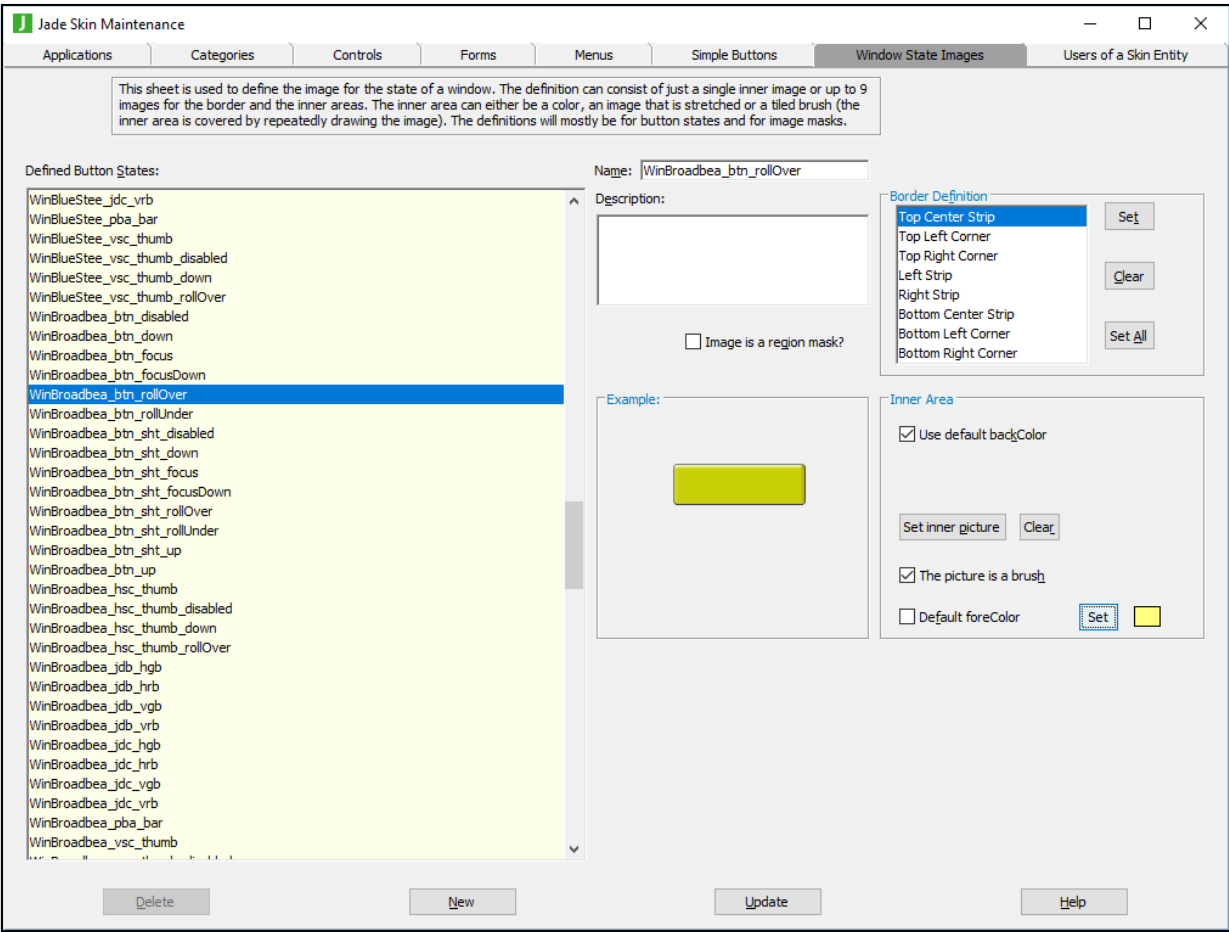 Jade Skin Maintenance
Applications
Categories
Controls
Forms
Menus
Simple Buttons
Window State Images
Users of a Skin Entity
This sheet is used to define the image for the state of a window. The definition can consist of just a single inner image or up to 9
images for the border and the inner areas. The inner area can either be a color, an image that is stretched or a tiled brush (the
inner area is covered by repeatedly drawing the image). The definitions will mostly be for button states and for image masks.
Defined Button States:
WinBlueStee_jdc_vrb
WinBlueStee_pba_bar
WinBlueStee_vsc_thumb
WinBlueStee_vsc_thumb_disabled
WinBlueStee_vsc_thumb_down
WinBlueStee_vsc_thumb_rollOver
WinBroadbea_btn_disabled
WinBroadbea_btn_down
WinBroadbea_btn_focus
WinBroadbea_btn_focusDown
WinBroadbea_btn_rollOver
WinBroadbea_btn_rollUnder
WinBroadbea_btn_sht_disabled
WinBroadbea_btn_sht_down
WinBroadbea_btn_sht_focus
WinBroadbea_btn_sht_focusDown
WinBroadbea_btn_sht_rollOver
WinBroadbea_btn_sht_rollUnder
WinBroadbea_btn_sht_up
WinBroadbea_btn_up
WinBroadbea_hsc_thumb
WinBroadbea_hsc_thumb_disabled
WinBroadbea_hsc_thumb_down
WinBroadbea_hsc_thumb_rollOver
WinBroadbea_jdb_hgb
WinBroadbea_jdb_hrb
WinBroadbea_jdb_vgb
WinBroadbea_jdb_vrb
WinBroadbea_jdc_hgb
WinBroadbea_jdc_hrb
WinBroadbea_jdc_vgb
WinBroadbea_jdc_vrb
WinBroadbea_pba_bar
WinBroadbea_vsc_thumb
Name: WinBroadbea_btn_rollOver
Description:
Image is a region mask?
Border Definition
Top Center Strip
Top Left Corner
Top Right Corner
Left Strip
Right Strip
Bottom Center Strip
Bottom Left Corner
Bottom Right Corner
Set
Clear
Set All
Example:
Inner Area
Use default backColor
Set inner picture
Clear
The picture is a brush
Default foreColor
Set
Delete
New
Update
Help